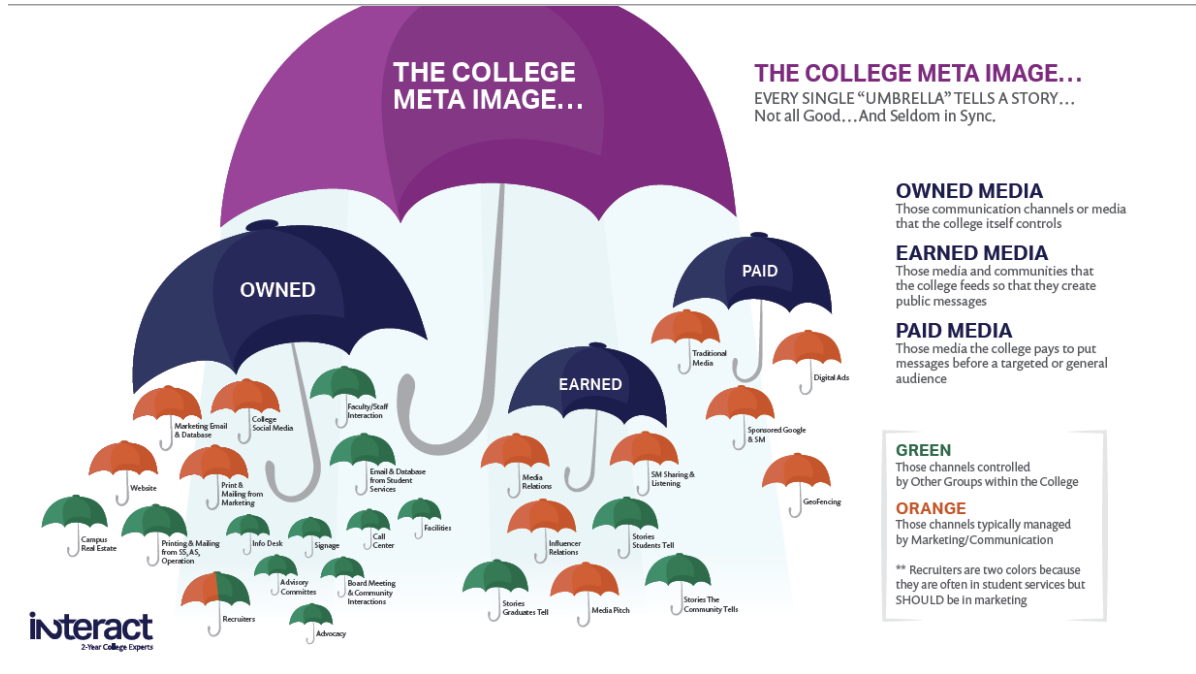 THE COLLEGE
META IMAGE...
THE COLLEGE META IMAGE...
EVERY SINGLE “UMBRELLA” TELLS A STORY...
Not all Good...And Seldom in Sync.
OWNED MEDIA
Those communication channels or media
that the college itself controls
EARNED MEDIA
Those media and communities that
the college feeds so that they create
public messages
PAID MEDIA
Those media the college pays to put
messages before a targeted or general
audience
GREEN
Those channels controlled
by Other Groups within the College
ORANGE
Those channels typically managed
by Marketing/Communication
** Recruiters are two colors because
they are often in student services but
SHOULD be in marketing
OWNED
Marketing Email
& Database
College
Social Media
Faculty/Staff
Interaction
Website
Print &
Mailing from
Marketing
Email & Database
from Student
Services
Campus
Real Estate
Printing & Mailing
from SS, AS,
Operation
Info Desk
Signage
Call
Center
Facilities
Recruiters
Advisory
Committes
Board Meeting
& Community
Interactions
Advocacy
EARNED
Media
Relations
SM Sharing &
Listening
Influencer
Relations
Stories
Students Tell
Stories
Graduates Tell
Media Pitch
Stories The
Community Tells
PAID
Traditional
Media
Digital Ads
Sponsored Google
& SM
GeoFencing
interact
2-Year College Experts